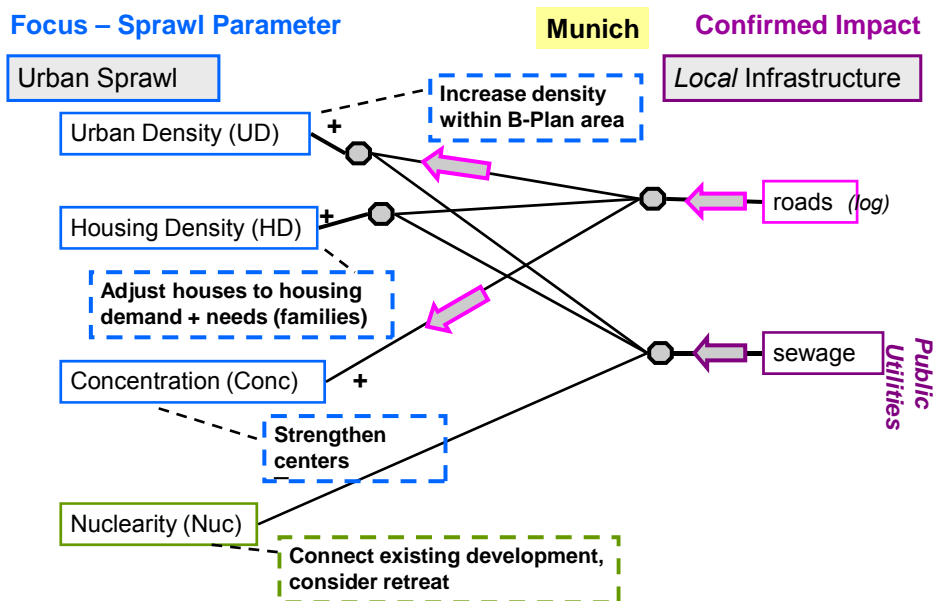 Focus – Sprawl Parameter
Munich
Confirmed Impact
Urban Sprawl
Local Infrastructure
Increase density
within B-Plan area
Urban Density (UD)
+
roads (log)
Housing Density (HD)
+
Adjust houses to housing
demand + needs (families)
sewage
Public
Utilities
Concentration (Conc)
+
Strengthen
centers
Nuclearity (Nuc)
Connect existing development,
consider retreat